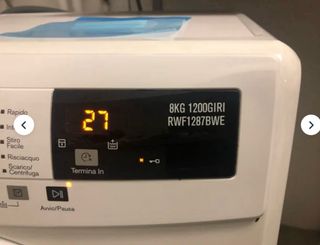 8KG 1200GIRI
RWF1287BWE
27
Rapido
Stiro
Facile
Risciacquo
Scarico/
Centrifuga
Termina In
Avvio/Pausa